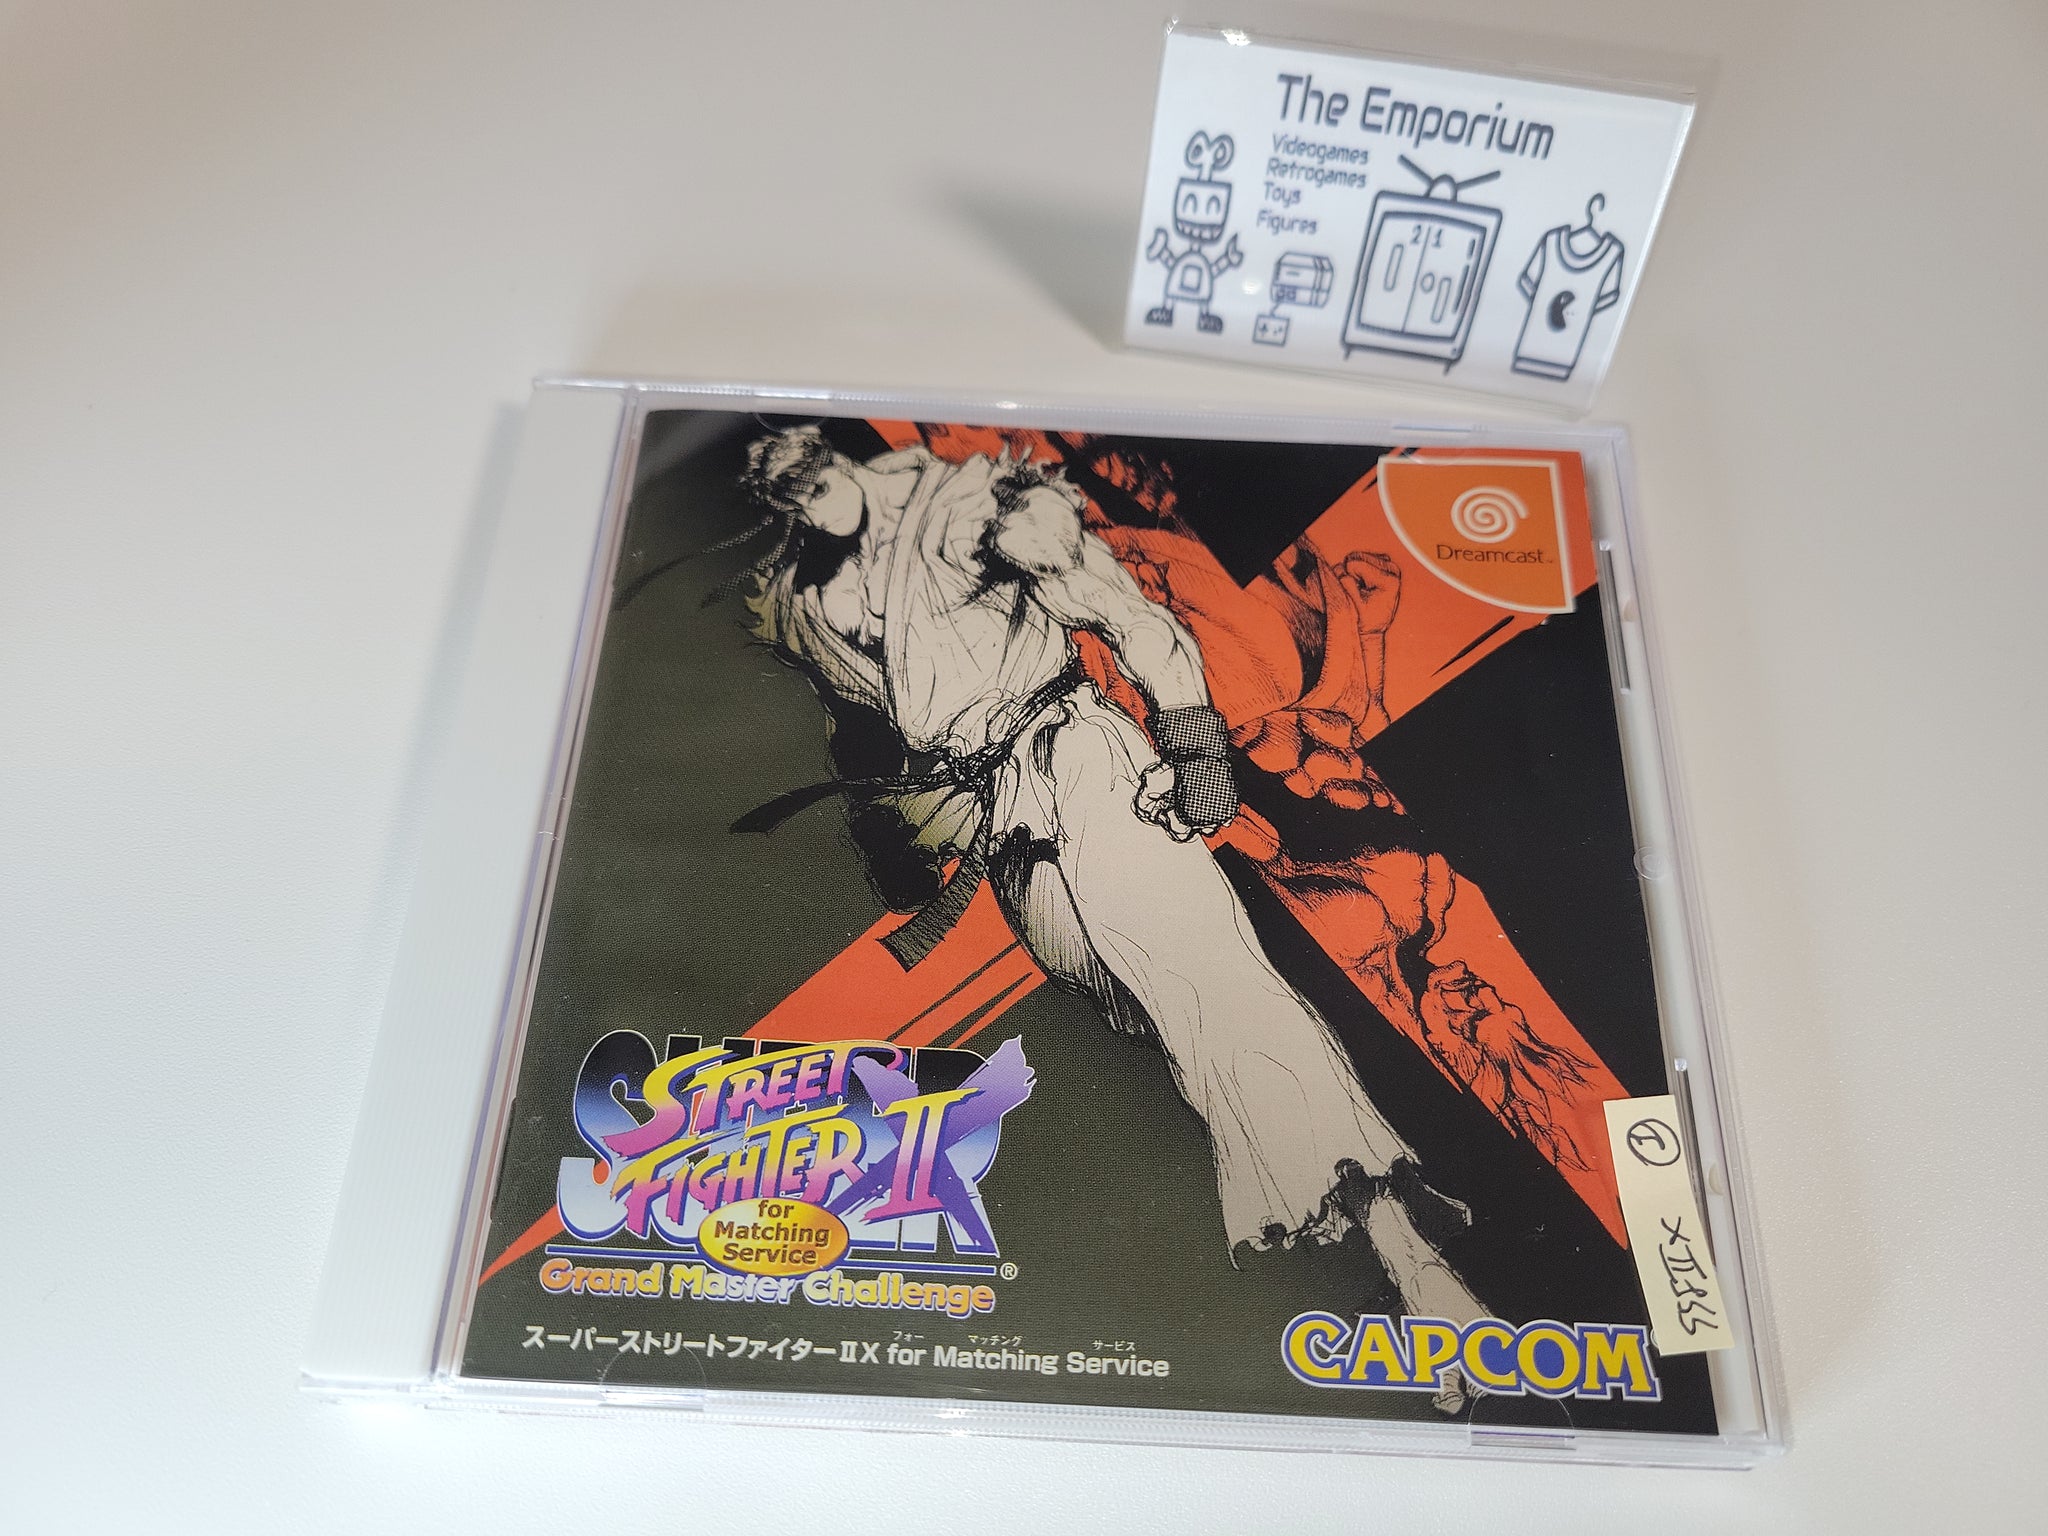 The Emporium
Videogames
Retrogames
Toys
Figures
2 1
Dreamcast™
SUPER
STREET
FIGHTER II X
for
Matching
Service
®
Grand Master Challenge
フォー マッチング サービス
スーパーストリートファイターⅡX for Matching Service
CAPCOM